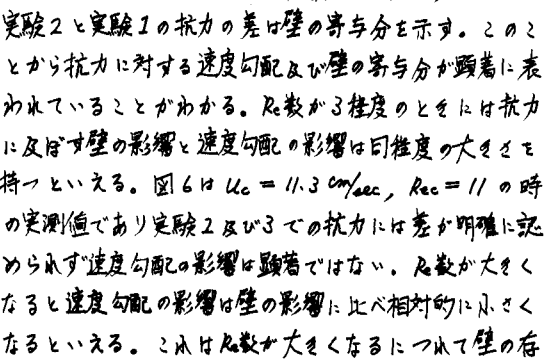 実験2と実験1の抗力の差は壁の寄与分を示す。このこ
とから抗力に対する速度勾配及び壁の寄与分が顕著に表
われていることがわかる。Re数が3程度のときには抗力
に及ぼす壁の影響と速度勾配の影響は同程度の大きさを
持つといえる。図6はUc = 11.3 cm/sec, Rec = 11 の時
の実測値であり実験2及び3での抗力には差が明確に認
められず速度勾配の影響は顕著ではない。Re数が大きく
なると速度勾配の影響は壁の影響に比べ相対的に小さく
なるといえる。これはRe数が大きくなるにつれて壁の存